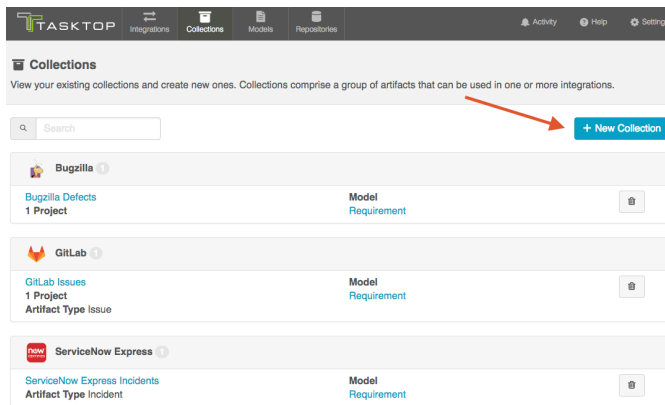 TASKTOP
Integrations
Collections
Models
Repositories
Activity
Help
Setting
Collections
View your existing collections and create new ones. Collections comprise a group of artifacts that can be used in one or more integrations.
Search
+ New Collection
Bugzilla 1
Bugzilla Defects
1 Project
Model
Requirement
GitLab 1
GitLab Issues
1 Project
Artifact Type Issue
Model
Requirement
now
ServiceNow Express 1
ServiceNow Express Incidents
Artifact Type Incident
Model
Requirement